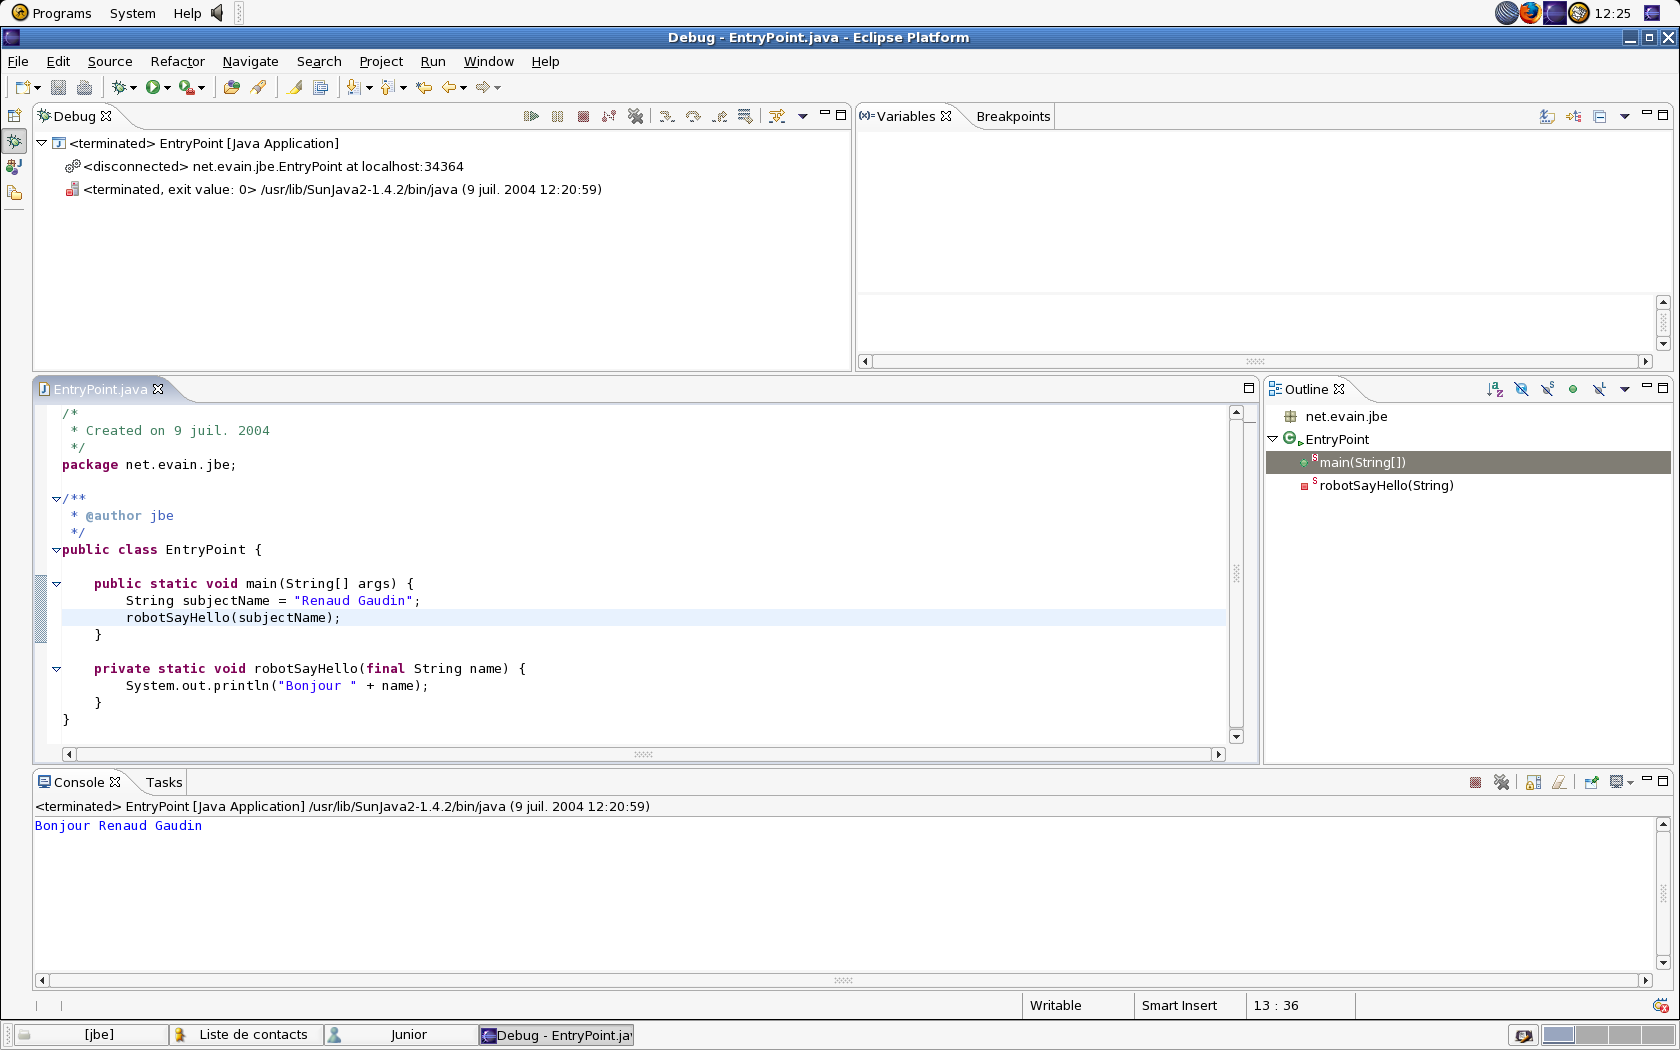 Programs System Help 12:25
Debug - EntryPoint.java - Eclipse Platform
File Edit Source Refactor Navigate Search Project Run Window Help
Debug
Variables Breakpoints
<terminated> EntryPoint [Java Application]
<disconnected> net.evain.jbe.EntryPoint at localhost:34364
<terminated, exit value: 0> /usr/lib/SunJava2-1.4.2/bin/java (9 juil. 2004 12:20:59)
EntryPoint.java
/*
 * Created on 9 juil. 2004
 */
package net.evain.jbe;
/**
 * @author jbe
 */
public class EntryPoint {
    public static void main(String[] args) {
        String subjectName = "Renaud Gaudin";
        robotSayHello(subjectName);
    }
    private static void robotSayHello(final String name) {
        System.out.println("Bonjour " + name);
    }
}
Outline
net.evain.jbe
EntryPoint
main(String[])
robotSayHello(String)
Console Tasks
<terminated> EntryPoint [Java Application] /usr/lib/SunJava2-1.4.2/bin/java (9 juil. 2004 12:20:59)
Bonjour Renaud Gaudin
Writable Smart Insert 13 : 36
[jbe] Liste de contacts Junior Debug - EntryPoint.jav